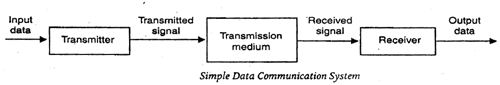 Input data
Transmitter
Transmitted signal
Transmission medium
Received signal
Receiver
Output data
Simple Data Communication System